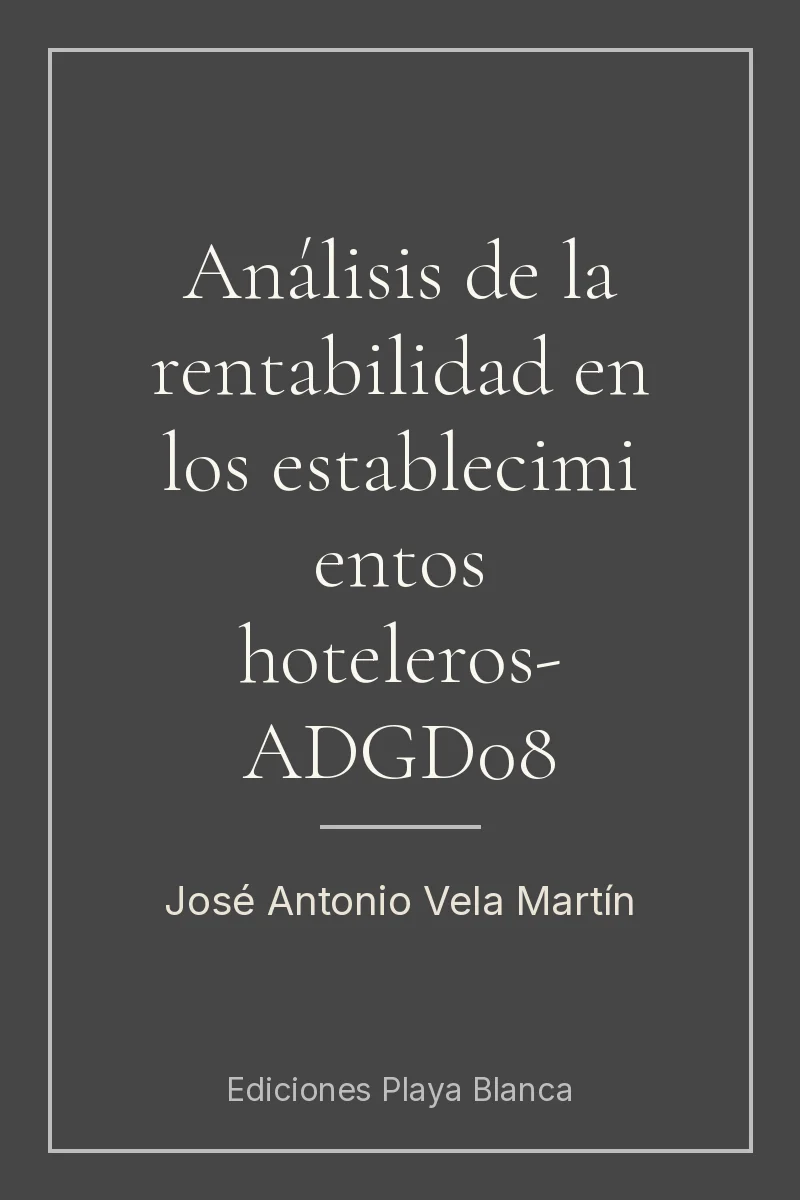 Análisis de la
rentabilidad en
los establecimi
entos
hoteleros-
ADGD08
José Antonio Vela Martín
Ediciones Playa Blanca